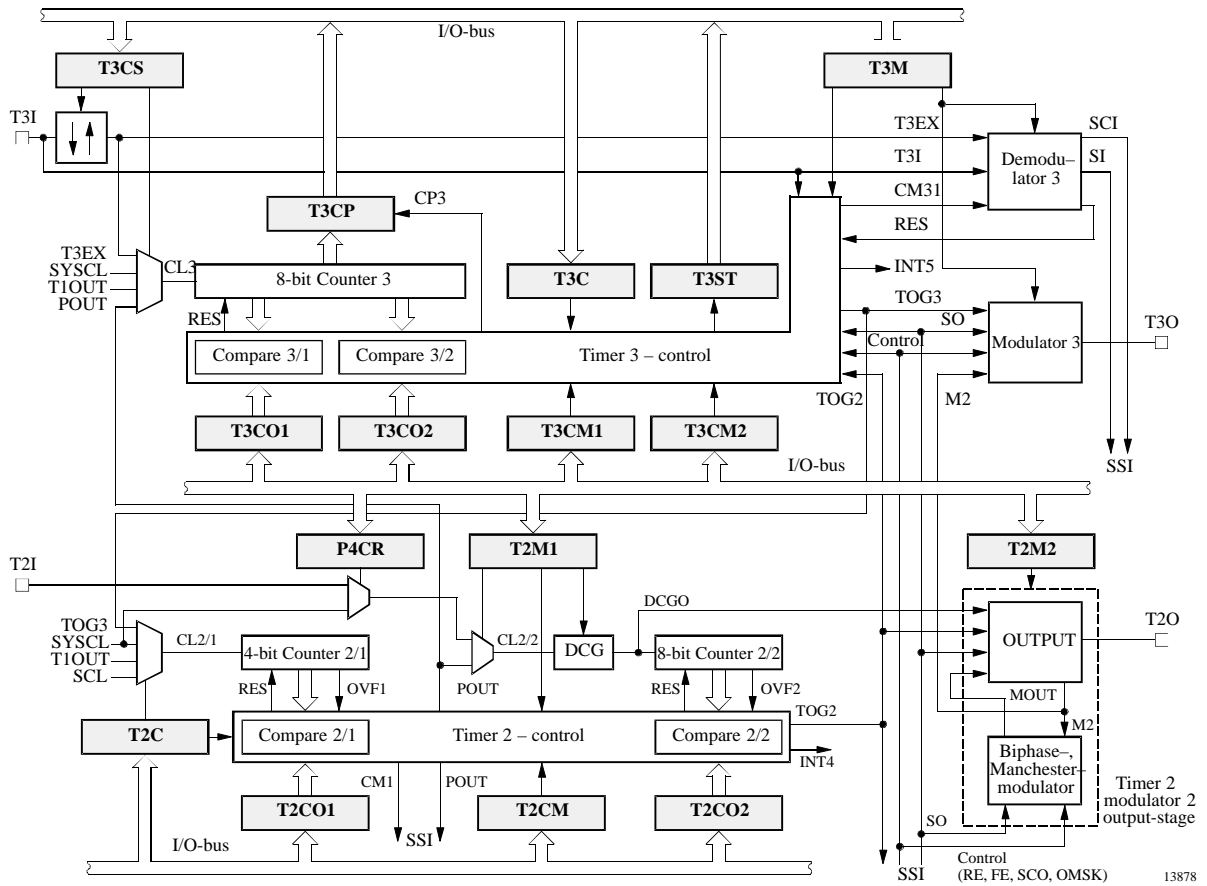 I/O-bus
T3CS
T3M
T3I
T3EX
SCI
T3I
SI
Demodu–
lator 3
CM31
CP3
T3CP
RES
T3EX
SYSCL
T1OUT
POUT
CL3
8-bit Counter 3
T3C
T3ST
INT5
RES
TOG3
SO
T3O
Control
Modulator 3
Compare 3/1
Compare 3/2
Timer 3 – control
TOG2
M2
T3CO1
T3CO2
T3CM1
T3CM2
I/O-bus
SSI
P4CR
T2M1
T2M2
T2I
DCGO
TOG3
SYSCL
T1OUT
SCL
CL2/1
4-bit Counter 2/1
CL2/2
DCG
8-bit Counter 2/2
OUTPUT
T2O
RES
OVF1
POUT
RES
OVF2
MOUT
TOG2
M2
T2C
Compare 2/1
Timer 2 – control
Compare 2/2
INT4
Biphase–,
Manchester–
modulator
CM1
POUT
Timer 2
modulator 2
output-stage
T2CO1
T2CM
T2CO2
SSI
SO
I/O-bus
SSI
Control
(RE, FE, SCO, OMSK)
13878